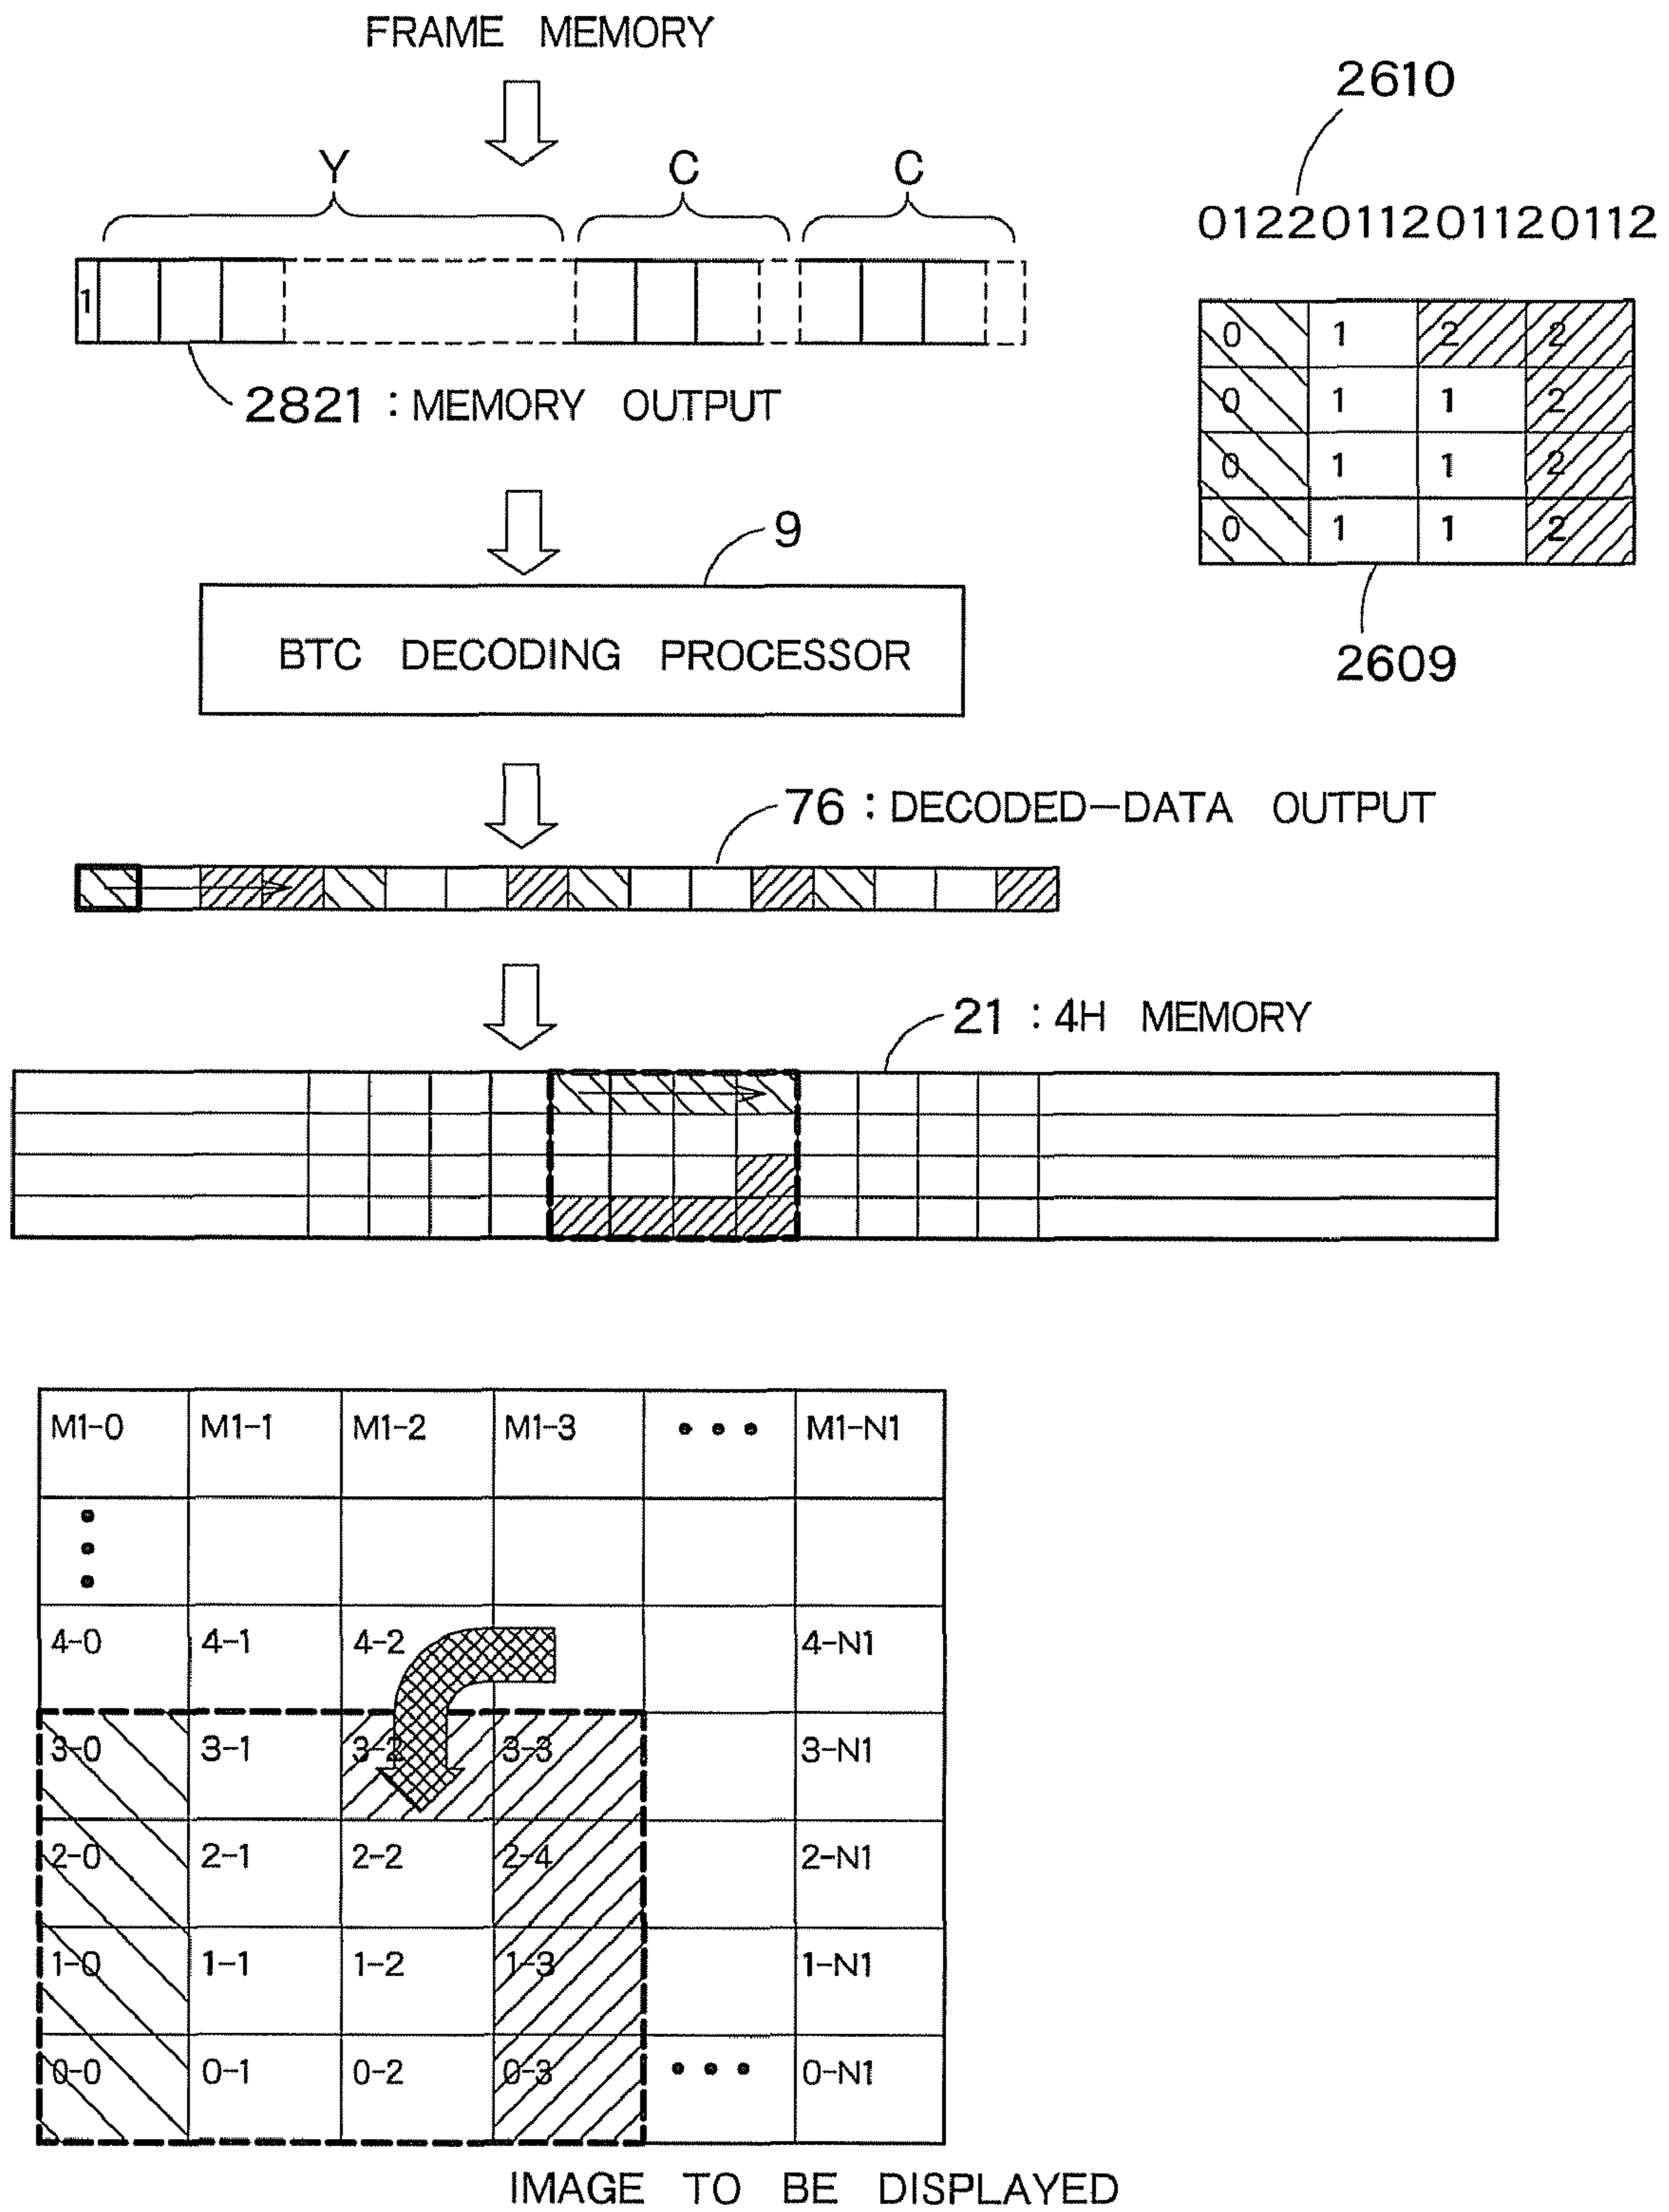 FRAME MEMORY
2610
Y C C
0122011201120112
1
0 1 2 2
2821 : MEMORY OUTPUT
0 1 1 2
0 1 1 2
0 1 1 2
9
BTC DECODING PROCESSOR
2609
76 : DECODED-DATA OUTPUT
21 : 4H MEMORY
M1-0 M1-1 M1-2 M1-3 • • • M1-N1
•
•
•
4-0 4-1 4-2 4-N1
3-0 3-1 3-2 3-3 3-N1
2-0 2-1 2-2 2-4 2-N1
1-0 1-1 1-2 1-3 1-N1
0-0 0-1 0-2 0-3 • • • 0-N1
IMAGE TO BE DISPLAYED